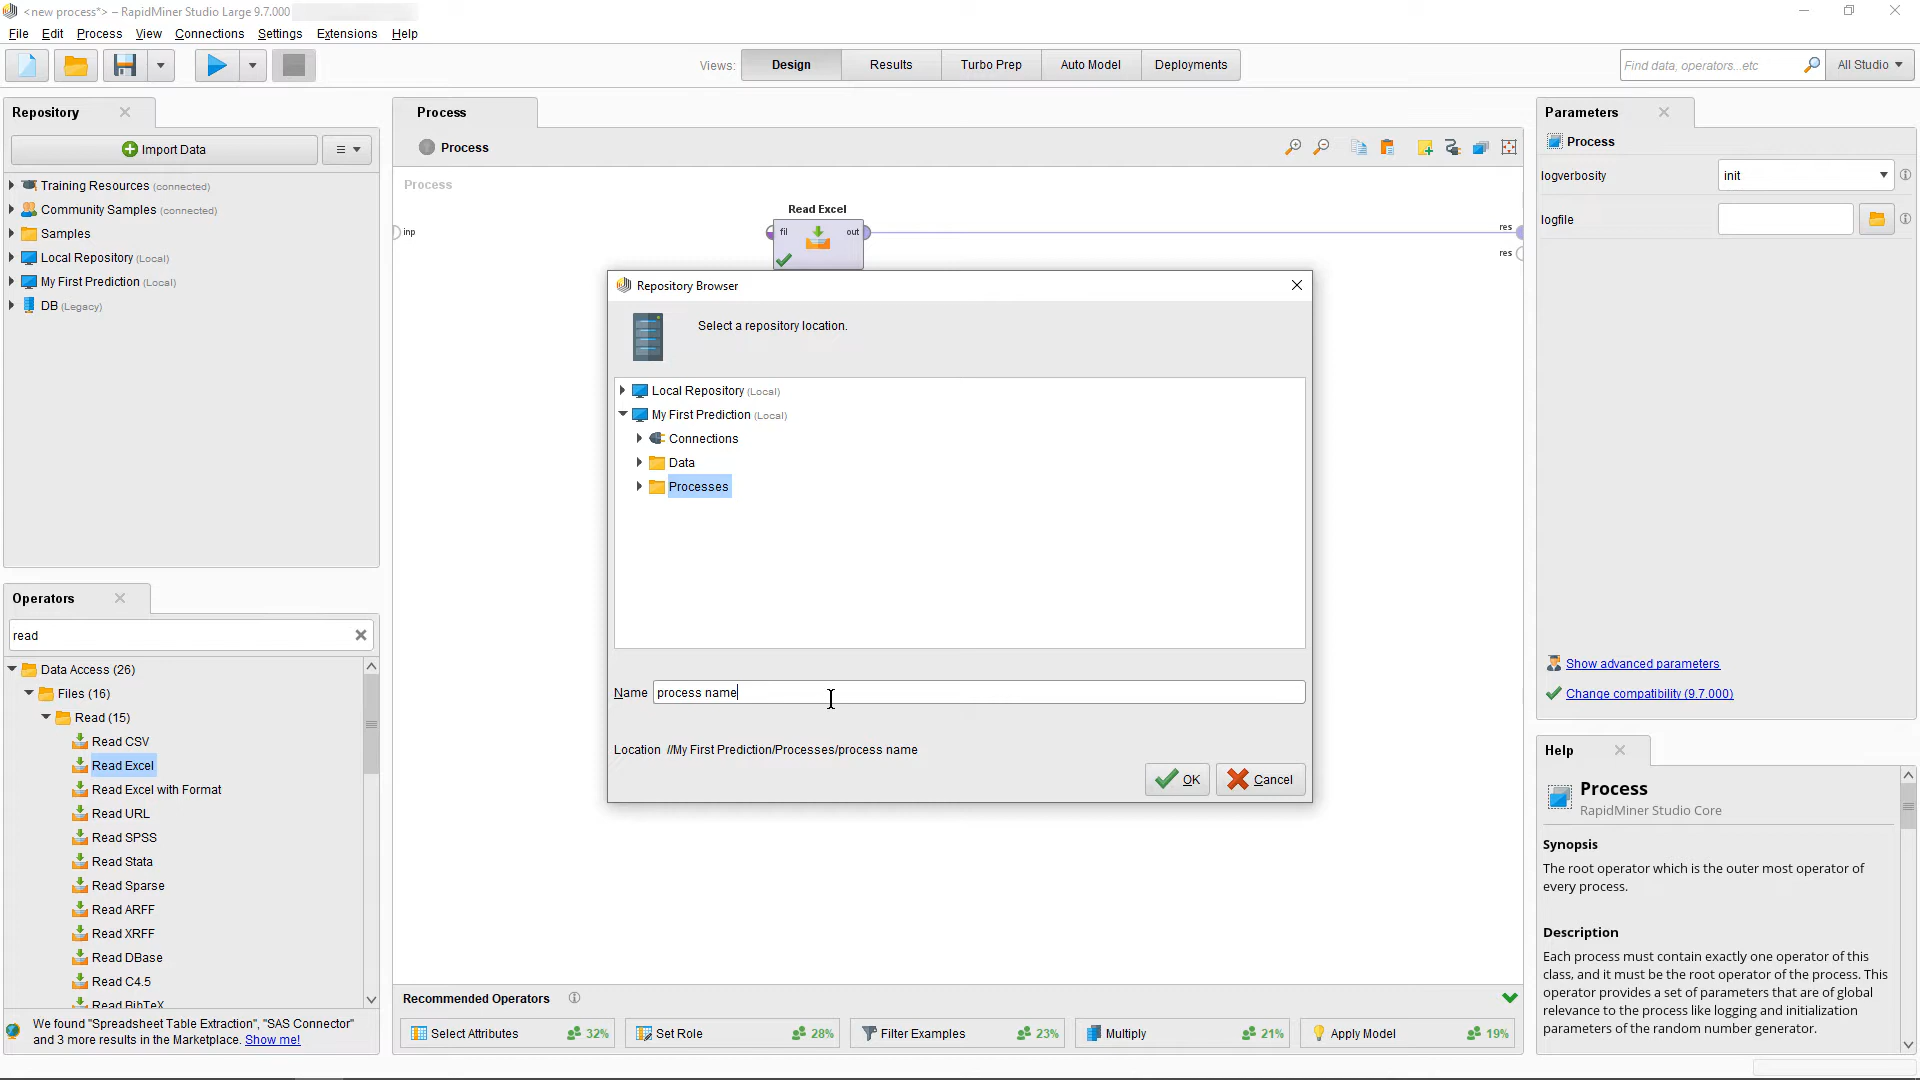 <new process*> – RapidMiner Studio Large 9.7.000
File Edit Process View Connections Settings Extensions Help
Views: Design Results Turbo Prep Auto Model Deployments
Find data, operators...etc All Studio
Repository
Import Data
Training Resources (connected)
Community Samples (connected)
Samples
Local Repository (Local)
My First Prediction (Local)
DB (Legacy)
Operators
read
Data Access (26)
Files (16)
Read (15)
Read CSV
Read Excel
Read Excel with Format
Read URL
Read SPSS
Read Stata
Read Sparse
Read ARFF
Read XRFF
Read DBase
Read C4.5
Read BibTeX
We found "Spreadsheet Table Extraction", "SAS Connector"
and 3 more results in the Marketplace. Show me!
Process
Process
Process
Read Excel
inp
fil out
res
res
Repository Browser
Select a repository location.
Local Repository (Local)
My First Prediction (Local)
Connections
Data
Processes
Name process name
Location //My First Prediction/Processes/process name
OK Cancel
Recommended Operators
Select Attributes 32% Set Role 28% Filter Examples 23% Multiply 21% Apply Model 19%
Parameters
Process
logverbosity init
logfile
Show advanced parameters
Change compatibility (9.7.000)
Help
Process
RapidMiner Studio Core
Synopsis
The root operator which is the outer most operator of
every process.
Description
Each process must contain exactly one operator of this
class, and it must be the root operator of the process. This
operator provides a set of parameters that are of global
relevance to the process like logging and initialization
parameters of the random number generator.